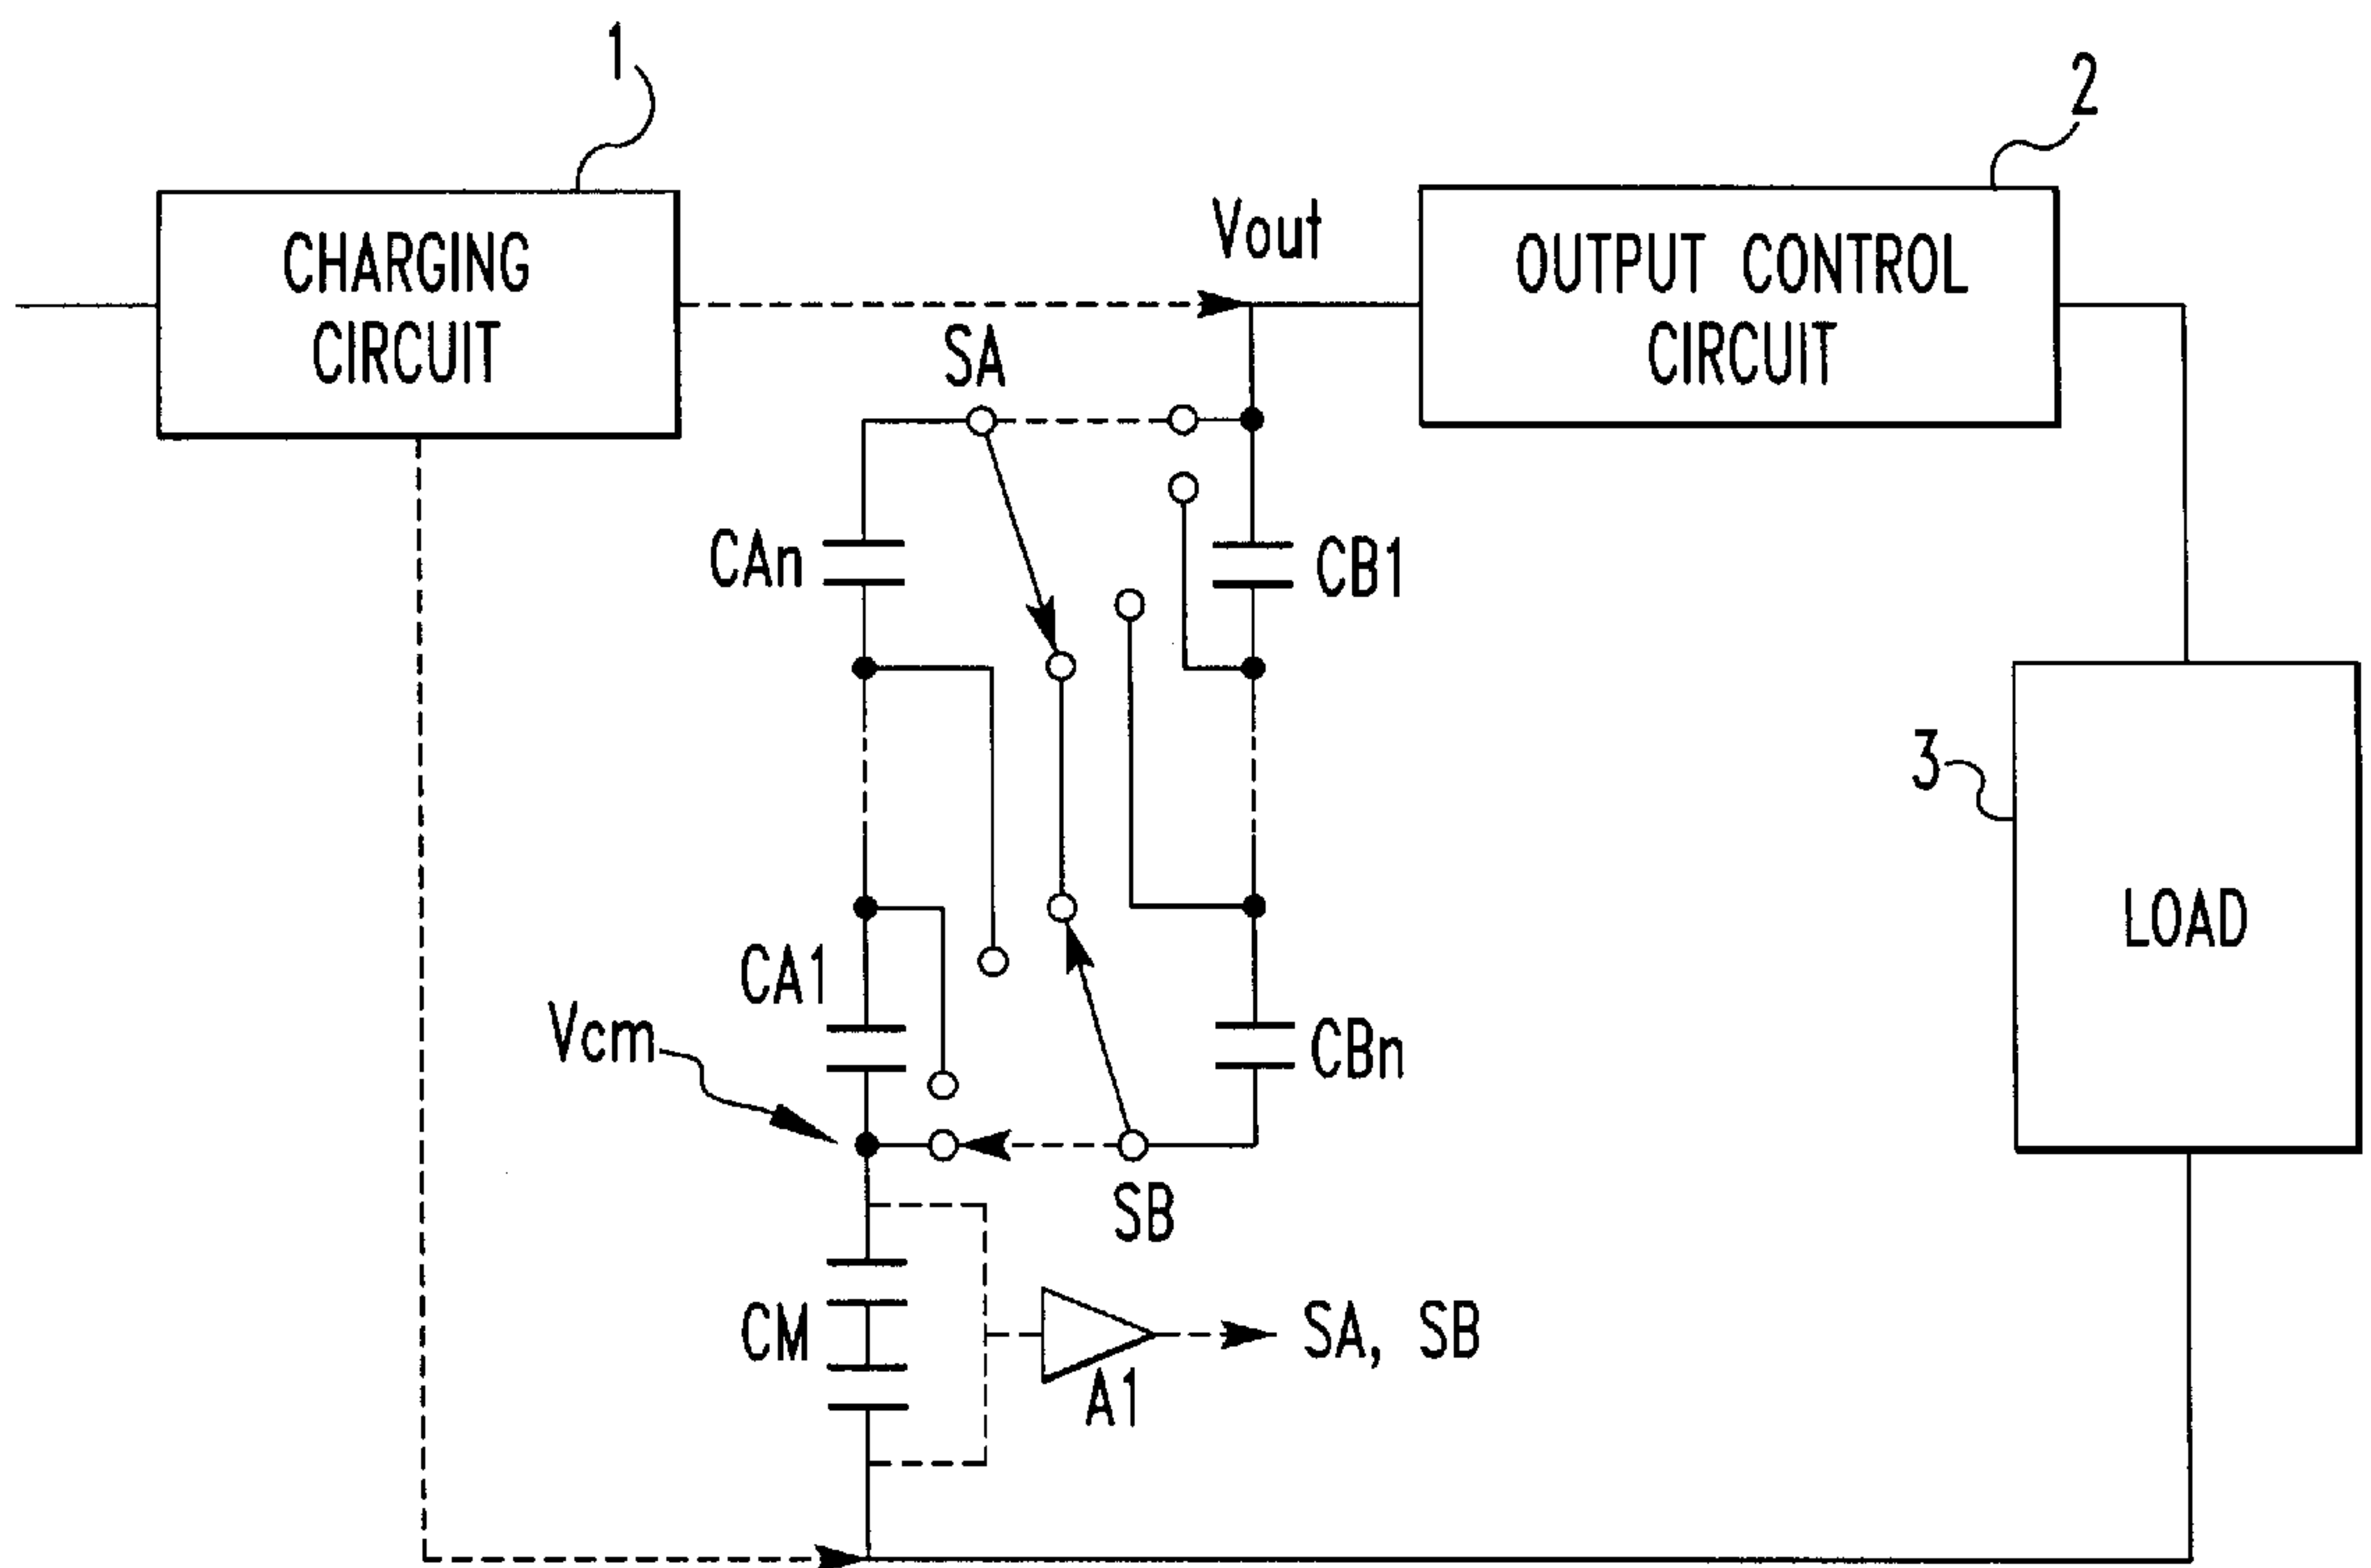 1
2
CHARGING
CIRCUIT
Vout
OUTPUT CONTROL
CIRCUIT
SA
CAn
CB1
3
LOAD
CA1
Vcm
CBn
SB
CM
SA, SB
A1